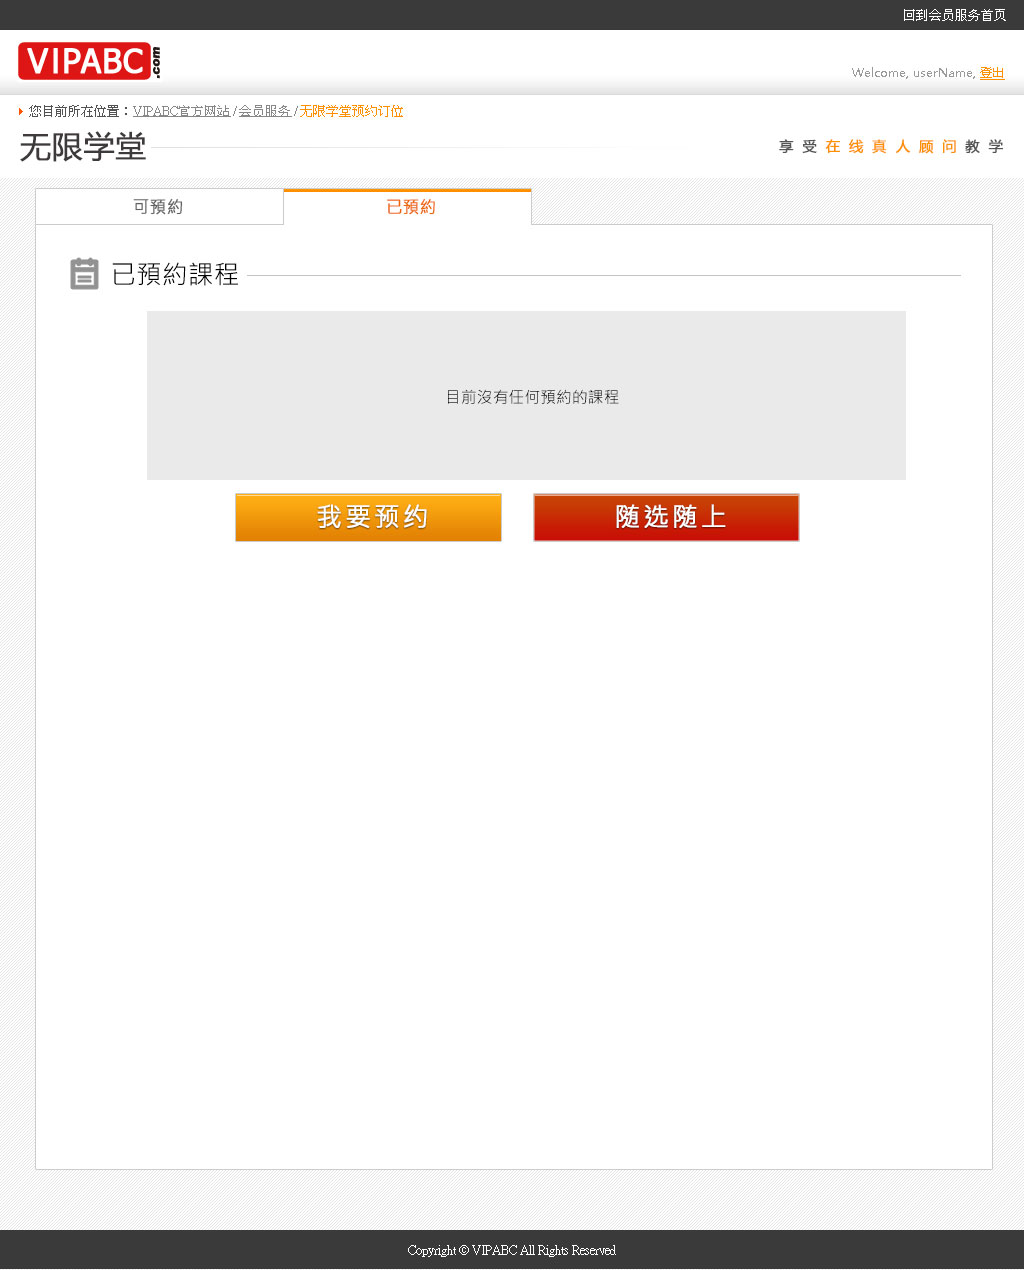 回到会员服务首页
VIPABC.com
Welcome, userName, 登出
您目前所在位置：VIPABC官方网站 / 会员服务 / 无限学堂预约订位
无限学堂
享受在线真人顾问教学
可預約
已預約
已預約課程
目前沒有任何預約的課程
我要预约
随选随上
Copyright © VIPABC All Rights Reserved